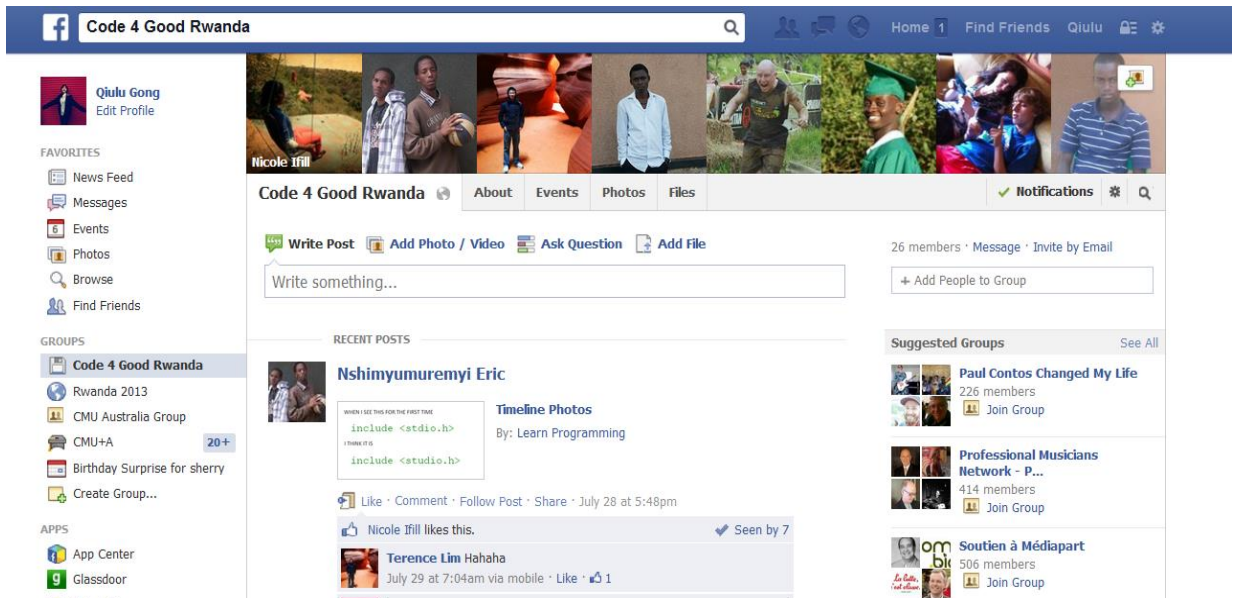 f
Code 4 Good Rwanda
Home 1
Find Friends
Qiulu
Qiulu Gong
Edit Profile
FAVORITES
News Feed
Messages
6 Events
Photos
Browse
Find Friends
GROUPS
Code 4 Good Rwanda
Rwanda 2013
CMU Australia Group
CMU+A 20+
Birthday Surprise for sherry
Create Group...
APPS
App Center
g Glassdoor
Nicole Ifill
Code 4 Good Rwanda
About
Events
Photos
Files
Notifications
Write Post
Add Photo / Video
Ask Question
Add File
Write something...
RECENT POSTS
Nshimyumuremyi Eric
WHEN I SEE THIS FOR THE FIRST TIME
include <stdio.h>
I THINK IT IS
include <studio.h>
Timeline Photos
By: Learn Programming
Like · Comment · Follow Post · Share · July 28 at 5:48pm
Nicole Ifill likes this.
Seen by 7
Terence Lim Hahaha
July 29 at 7:04am via mobile · Like · 1
26 members · Message · Invite by Email
+ Add People to Group
Suggested Groups
See All
Paul Contos Changed My Life
226 members
Join Group
Professional Musicians
Network - P...
414 members
Join Group
Soutien à Médiapart
506 members
Join Group